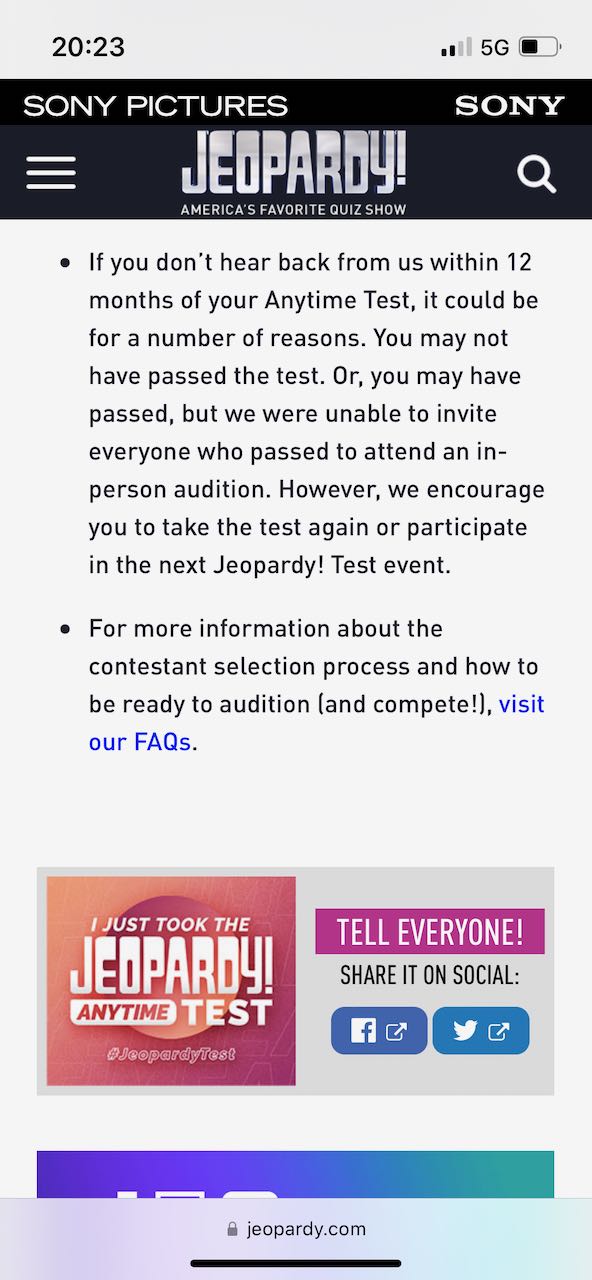 20:23
5G
SONY PICTURES
SONY
JEOPARDY!
AMERICA'S FAVORITE QUIZ SHOW
• If you don’t hear back from us within 12
months of your Anytime Test, it could be
for a number of reasons. You may not
have passed the test. Or, you may have
passed, but we were unable to invite
everyone who passed to attend an in-
person audition. However, we encourage
you to take the test again or participate
in the next Jeopardy! Test event.
• For more information about the
contestant selection process and how to
be ready to audition (and compete!), visit
our FAQs.
I JUST TOOK THE
JEOPARDY!
ANYTIME TEST
#JeopardyTest
TELL EVERYONE!
SHARE IT ON SOCIAL:
jeopardy.com